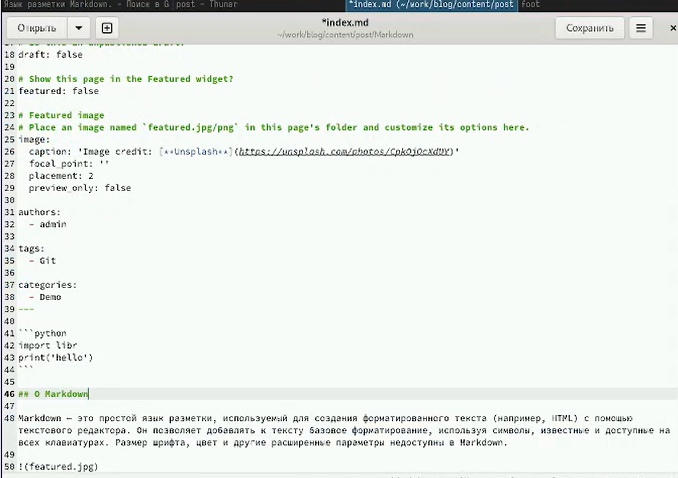 Язык разметки Markdown. - Поиск в G post - Thunar *index.md (~/work/blog/content/post foot
Открыть *index.md Сохранить
~/work/blog/content/post/Markdown
18 draft: false
19
20 # Show this page in the Featured widget?
21 featured: false
22
23 # Featured image
24 # Place an image named `featured.jpg/png` in this page's folder and customize its options here.
25 image:
26 caption: 'Image credit: [**Unsplash**](https://unsplash.com/photos/CpkOjOcXdUY)'
27 focal_point: ''
28 placement: 2
29 preview_only: false
30
31 authors:
32 - admin
33
34 tags:
35 - Git
36
37 categories:
38 - Demo
39 ---
40
41 ```python
42 import libr
43 print('hello')
44 ```
45
46 ## О Markdown
47
48 Markdown — это простой язык разметки, используемый для создания форматированного текста (например, HTML) с помощью
текстового редактора. Он позволяет добавлять к тексту базовое форматирование, используя символы, известные и доступные на
всех клавиатурах. Размер шрифта, цвет и другие расширенные параметры недоступны в Markdown.
49
50 !(featured.jpg)